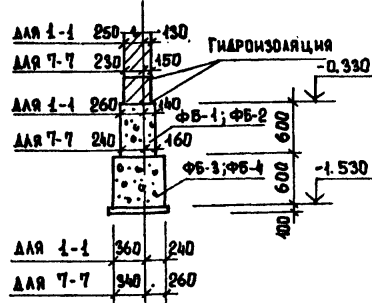 ДЛЯ 1-1 250 130
ГИДРОИЗОЛЯЦИЯ
ДЛЯ 7-7 230 150
-0,330
ДЛЯ 1-1 260 140
ФБ-1; ФБ-2
600
ДЛЯ 7-7 240 160
ФБ-3; ФБ-4
600
-1.530
100
ДЛЯ 1-1 360 240
ДЛЯ 7-7 340 260